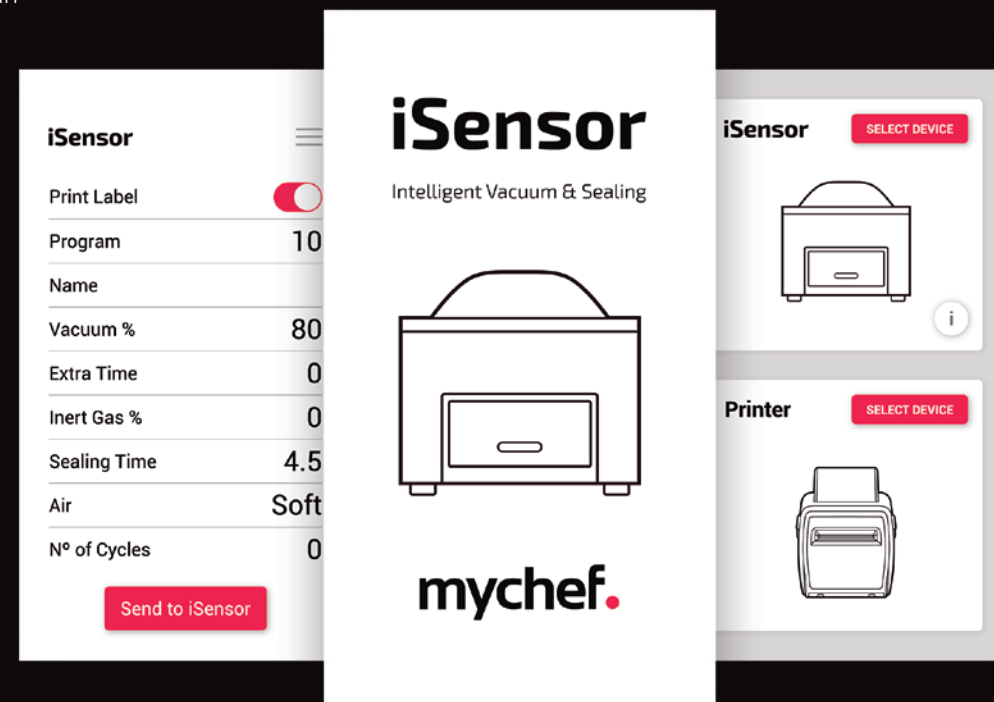 iSensor
Print Label
Program 10
Name
Vacuum % 80
Extra Time 0
Inert Gas % 0
Sealing Time 4.5
Air Soft
Nº of Cycles 0
Send to iSensor
iSensor
Intelligent Vacuum & Sealing
mychef.
iSensor SELECT DEVICE
i
Printer SELECT DEVICE